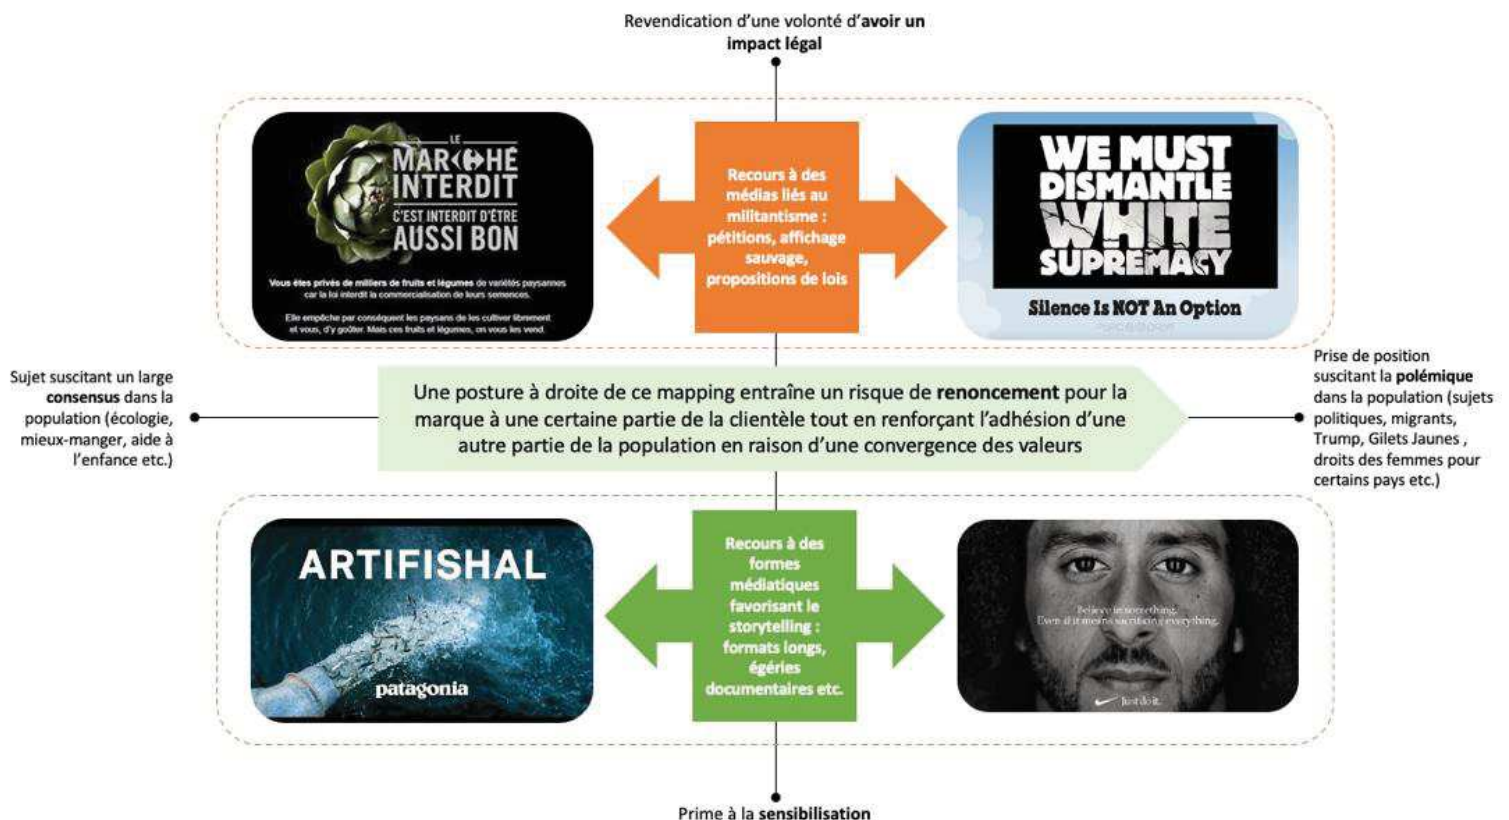 Revendication d’une volonté d’avoir un
impact légal
LE
MAR HÉ
INTERDIT
C'EST INTERDIT D'ÊTRE
AUSSI BON
Vous êtes privés de milliers de fruits et légumes de variétés paysannes
car la loi interdit la commercialisation de leurs semences.
Elle empêche par conséquent les paysans de les cultiver librement
et vous, d'y goûter. Mais ces fruits et légumes, on vous les vend.
Recours à des
médias liés au
militantisme :
pétitions, affichage
sauvage,
propositions de lois
WE MUST
DISMANTLE
WHITE
SUPREMACY
Silence Is NOT An Option
Sujet suscitant un large
consensus dans la
population (écologie,
mieux-manger, aide à
l’enfance etc.)
Une posture à droite de ce mapping entraîne un risque de renoncement pour la
marque à une certaine partie de la clientèle tout en renforçant l’adhésion d’une
autre partie de la population en raison d’une convergence des valeurs
Prise de position
suscitant la polémique
dans la population (sujets
politiques, migrants,
Trump, Gilets Jaunes ,
droits des femmes pour
certains pays etc.)
ARTIFISHAL
patagonia
Recours à des
formes
médiatiques
favorisant le
storytelling :
formats longs,
égéries
documentaires etc.
Believe in something.
Even if it means sacrificing everything.
Just do it.
Prime à la sensibilisation